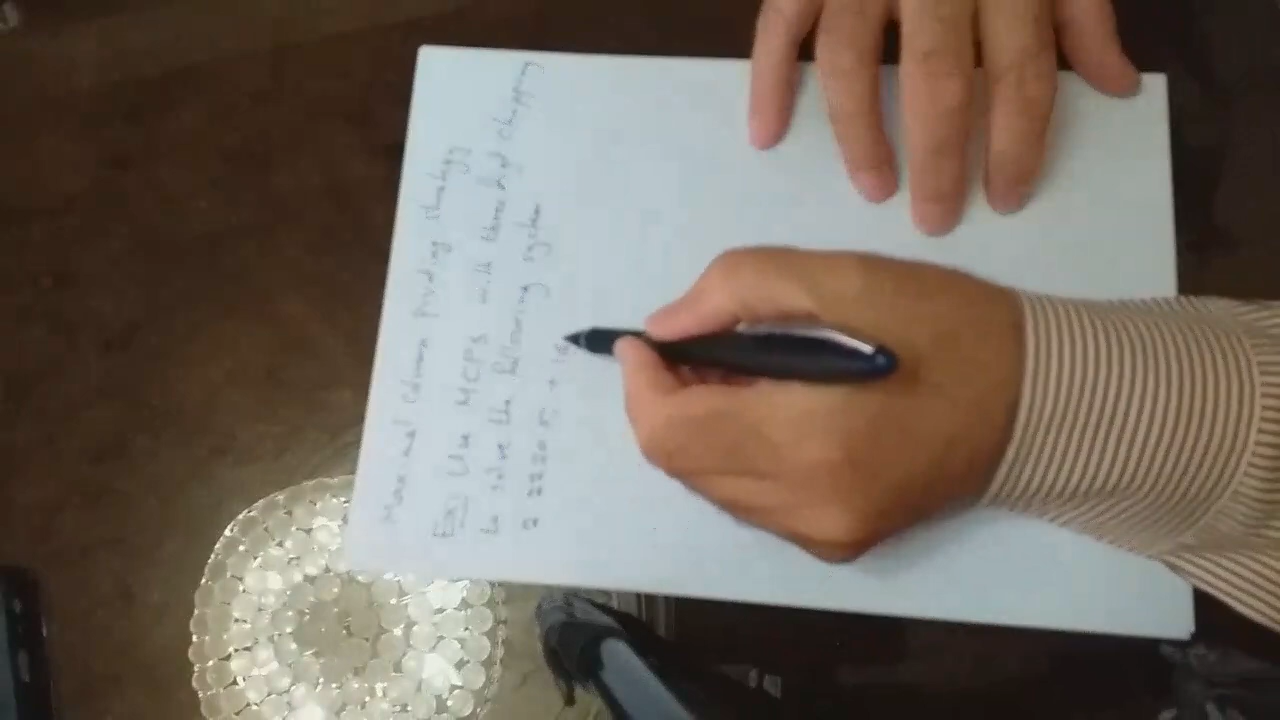 Maximal Column Pivoting Strategy
Ex: Use MCPS with three digit chopping
to solve the following system